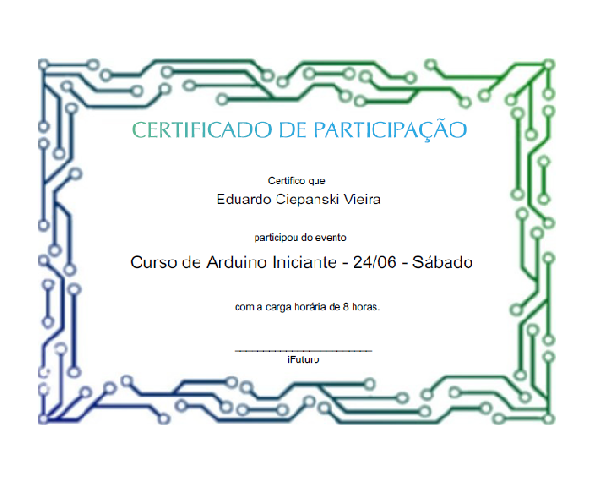 CERTIFICADO DE PARTICIPAÇÃO
Certifico que
Eduardo Ciepanski Vieira
participou do evento
Curso de Arduino Iniciante - 24/06 - Sábado
com a carga horária de 8 horas.
iFuturo